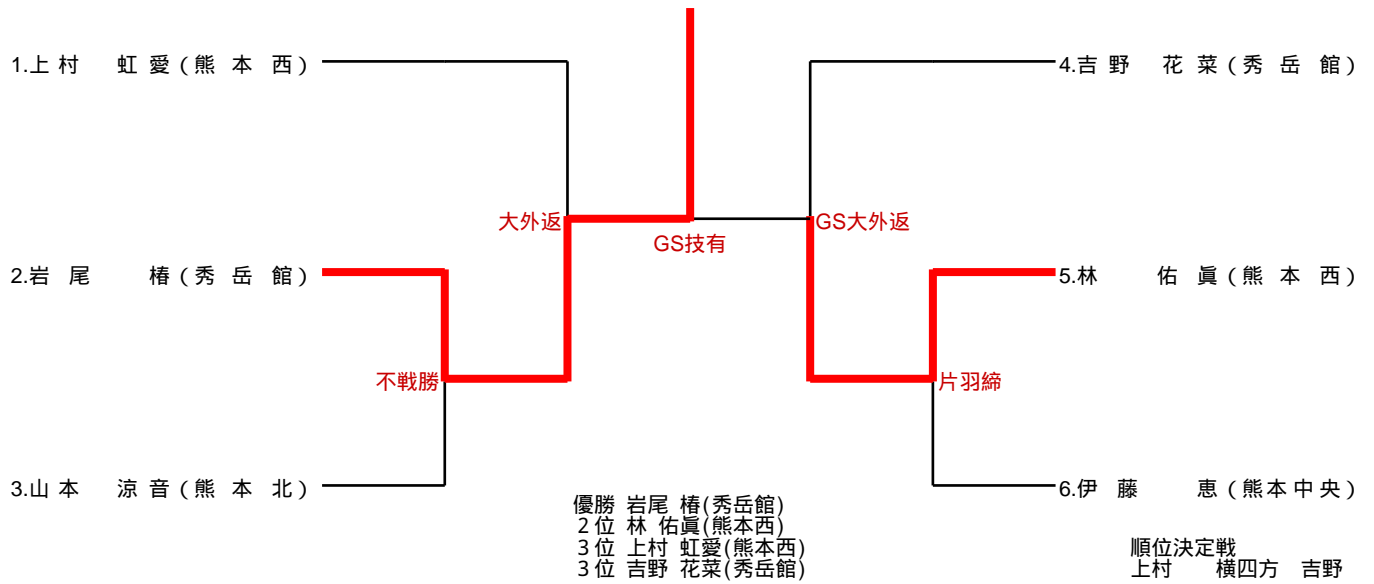 1.上村 虹愛(熊本西)
4.吉野 花菜(秀岳館)
大外返
GS大外返
GS技有
2.岩尾 椿(秀岳館)
5.林 佑眞(熊本西)
不戦勝
片羽締
3.山本 涼音(熊本北)
6.伊藤 恵(熊本中央)
優勝 岩尾 椿(秀岳館)
2位 林 佑眞(熊本西)
3位 上村 虹愛(熊本西)
3位 吉野 花菜(秀岳館)
順位決定戦
上村 横四方 吉野